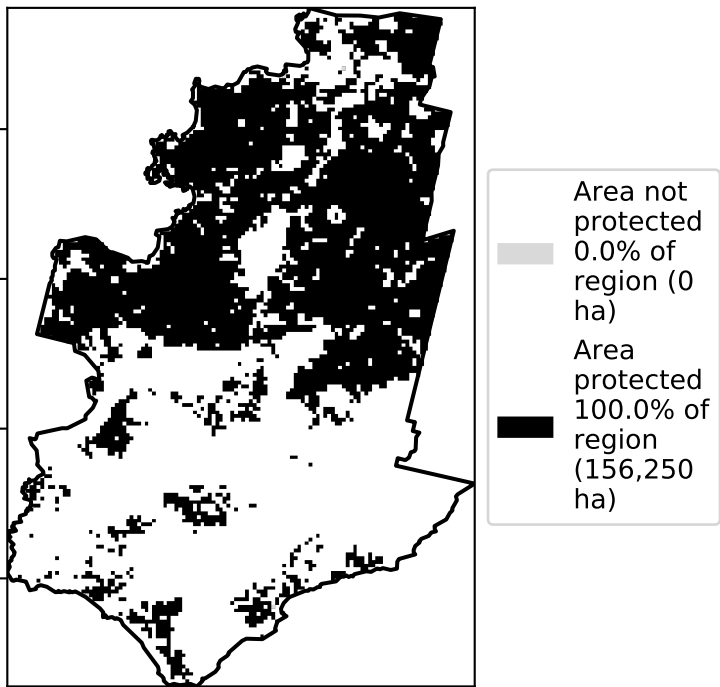 Area not
protected
0.0% of
region (0
ha)
Area
protected
100.0% of
region
(156,250
ha)